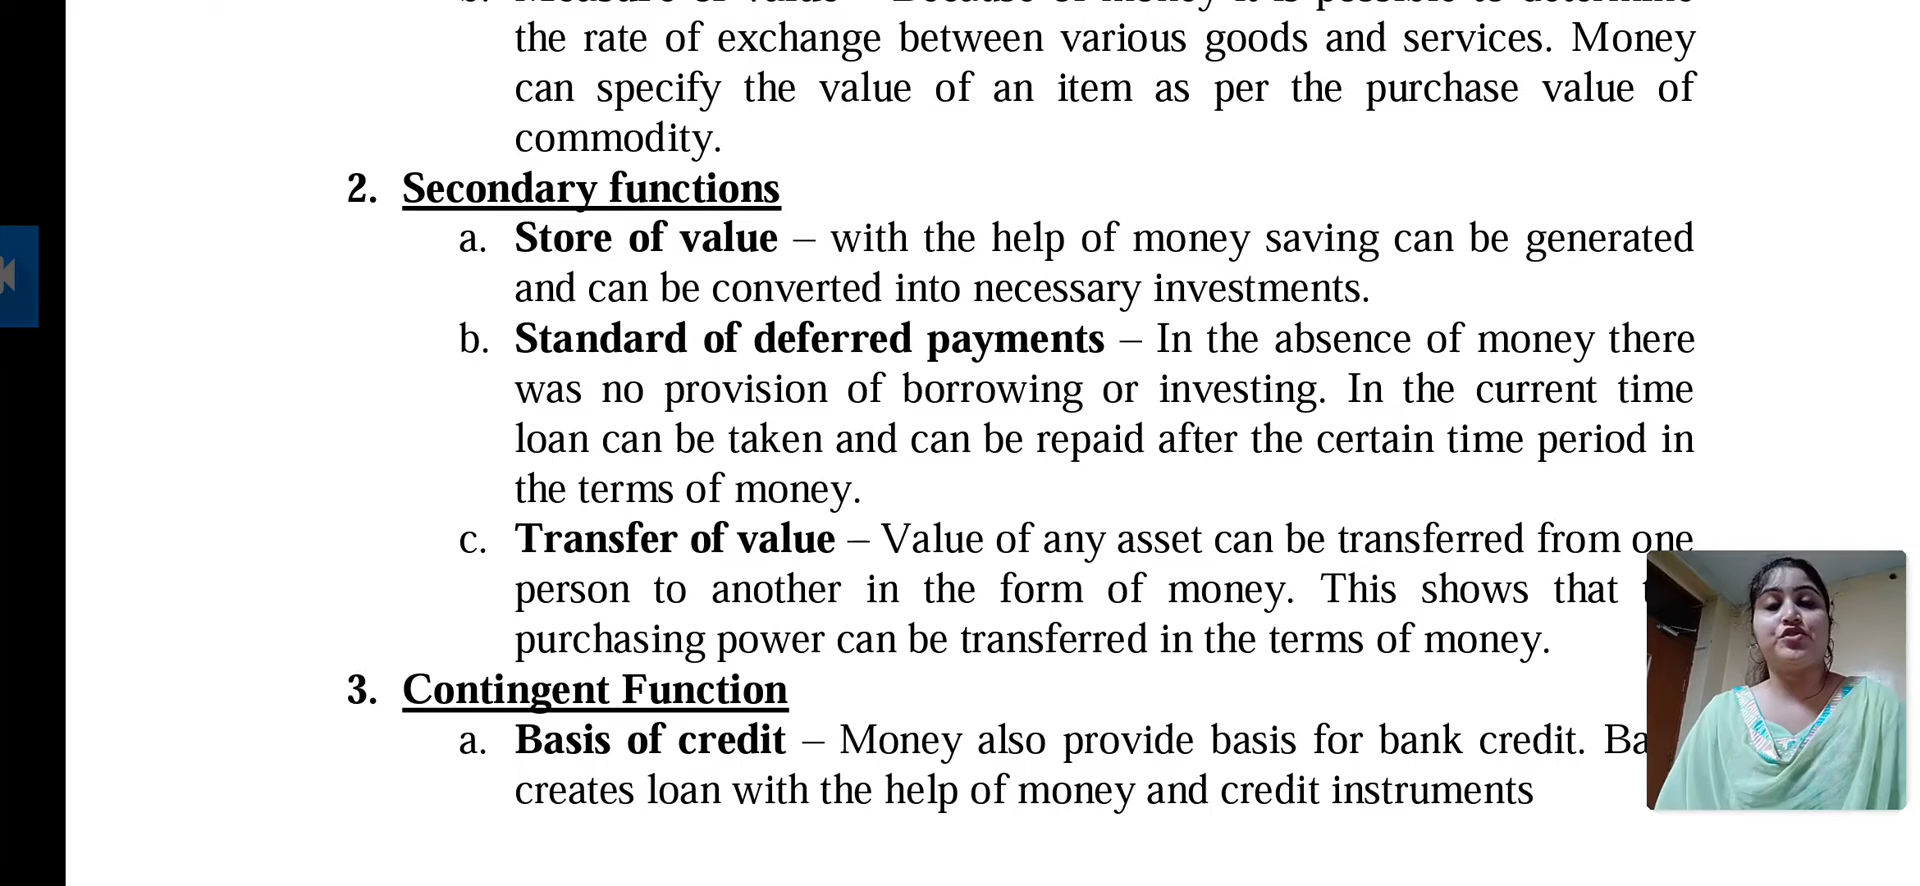 the rate of exchange between various goods and services. Money
can specify the value of an item as per the purchase value of
commodity.
2. Secondary functions
a. Store of value – with the help of money saving can be generated
and can be converted into necessary investments.
b. Standard of deferred payments – In the absence of money there
was no provision of borrowing or investing. In the current time
loan can be taken and can be repaid after the certain time period in
the terms of money.
c. Transfer of value – Value of any asset can be transferred from one
person to another in the form of money. This shows that
purchasing power can be transferred in the terms of money.
3. Contingent Function
a. Basis of credit – Money also provide basis for bank credit.
creates loan with the help of money and credit instruments